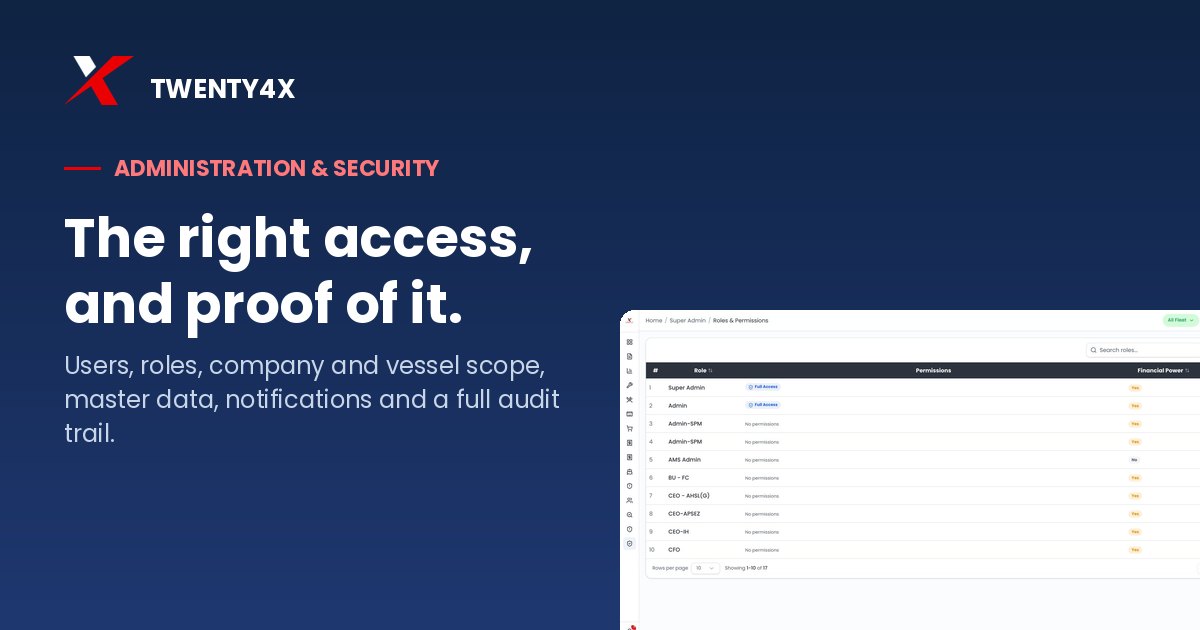 TWENTY4X
ADMINISTRATION & SECURITY
The right access,
and proof of it.
Users, roles, company and vessel scope,
master data, notifications and a full audit
trail.
Home / Super Admin / Roles & Permissions
All Fleet
Search roles...
# Role Permissions Financial Power
1 Super Admin Full Access Yes
2 Admin Full Access Yes
3 Admin-SPM No permissions Yes
4 Admin-SPM No permissions Yes
5 AMS Admin No permissions No
6 BU - FC No permissions Yes
7 CEO - AHSL(G) No permissions Yes
8 CEO-APSEZ No permissions Yes
9 CEO-IH No permissions Yes
10 CFO No permissions Yes
Rows per page 10 Showing 1-10 of 17